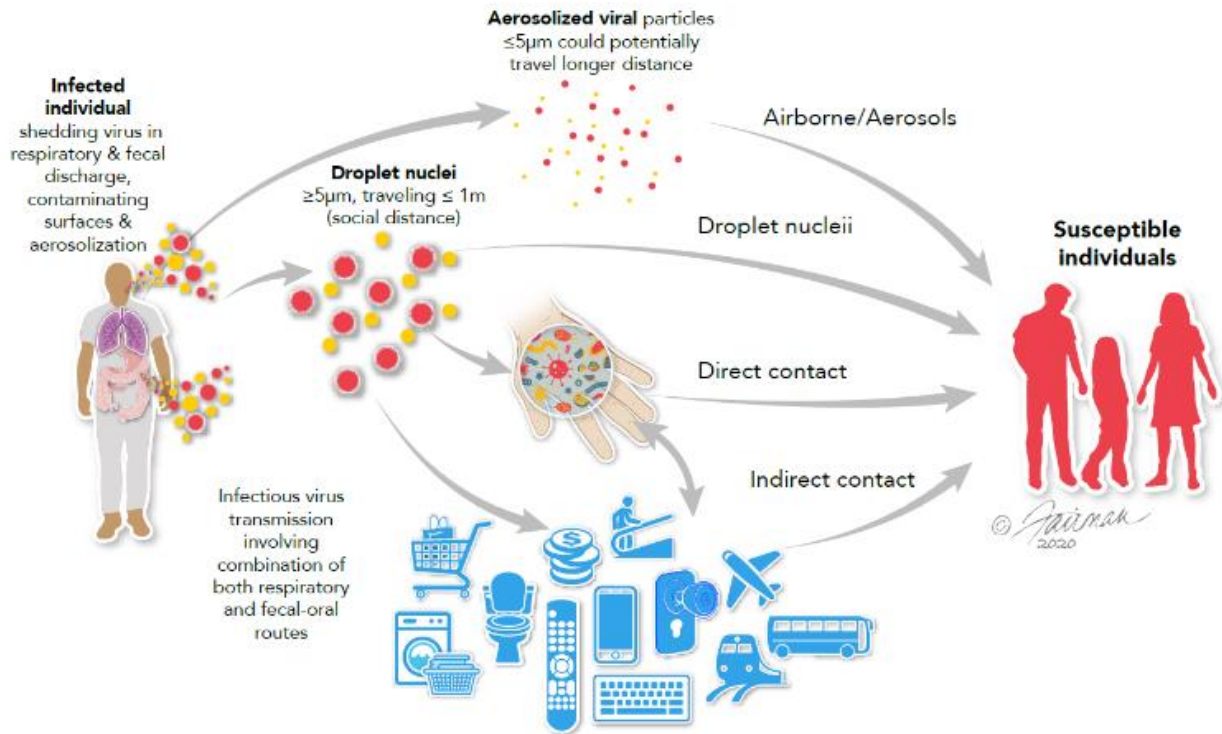 Aerosolized viral particles
≤5µm could potentially
travel longer distance
Infected
individual
shedding virus in
respiratory & fecal
discharge,
contaminating
surfaces &
aerosolization
Airborne/Aerosols
Droplet nuclei
≥5µm, traveling ≤ 1m
(social distance)
Droplet nucleii
Susceptible
individuals
Direct contact
Indirect contact
Infectious virus
transmission
involving
combination of
both respiratory
and fecal-oral
routes
$
© Fairman
2020